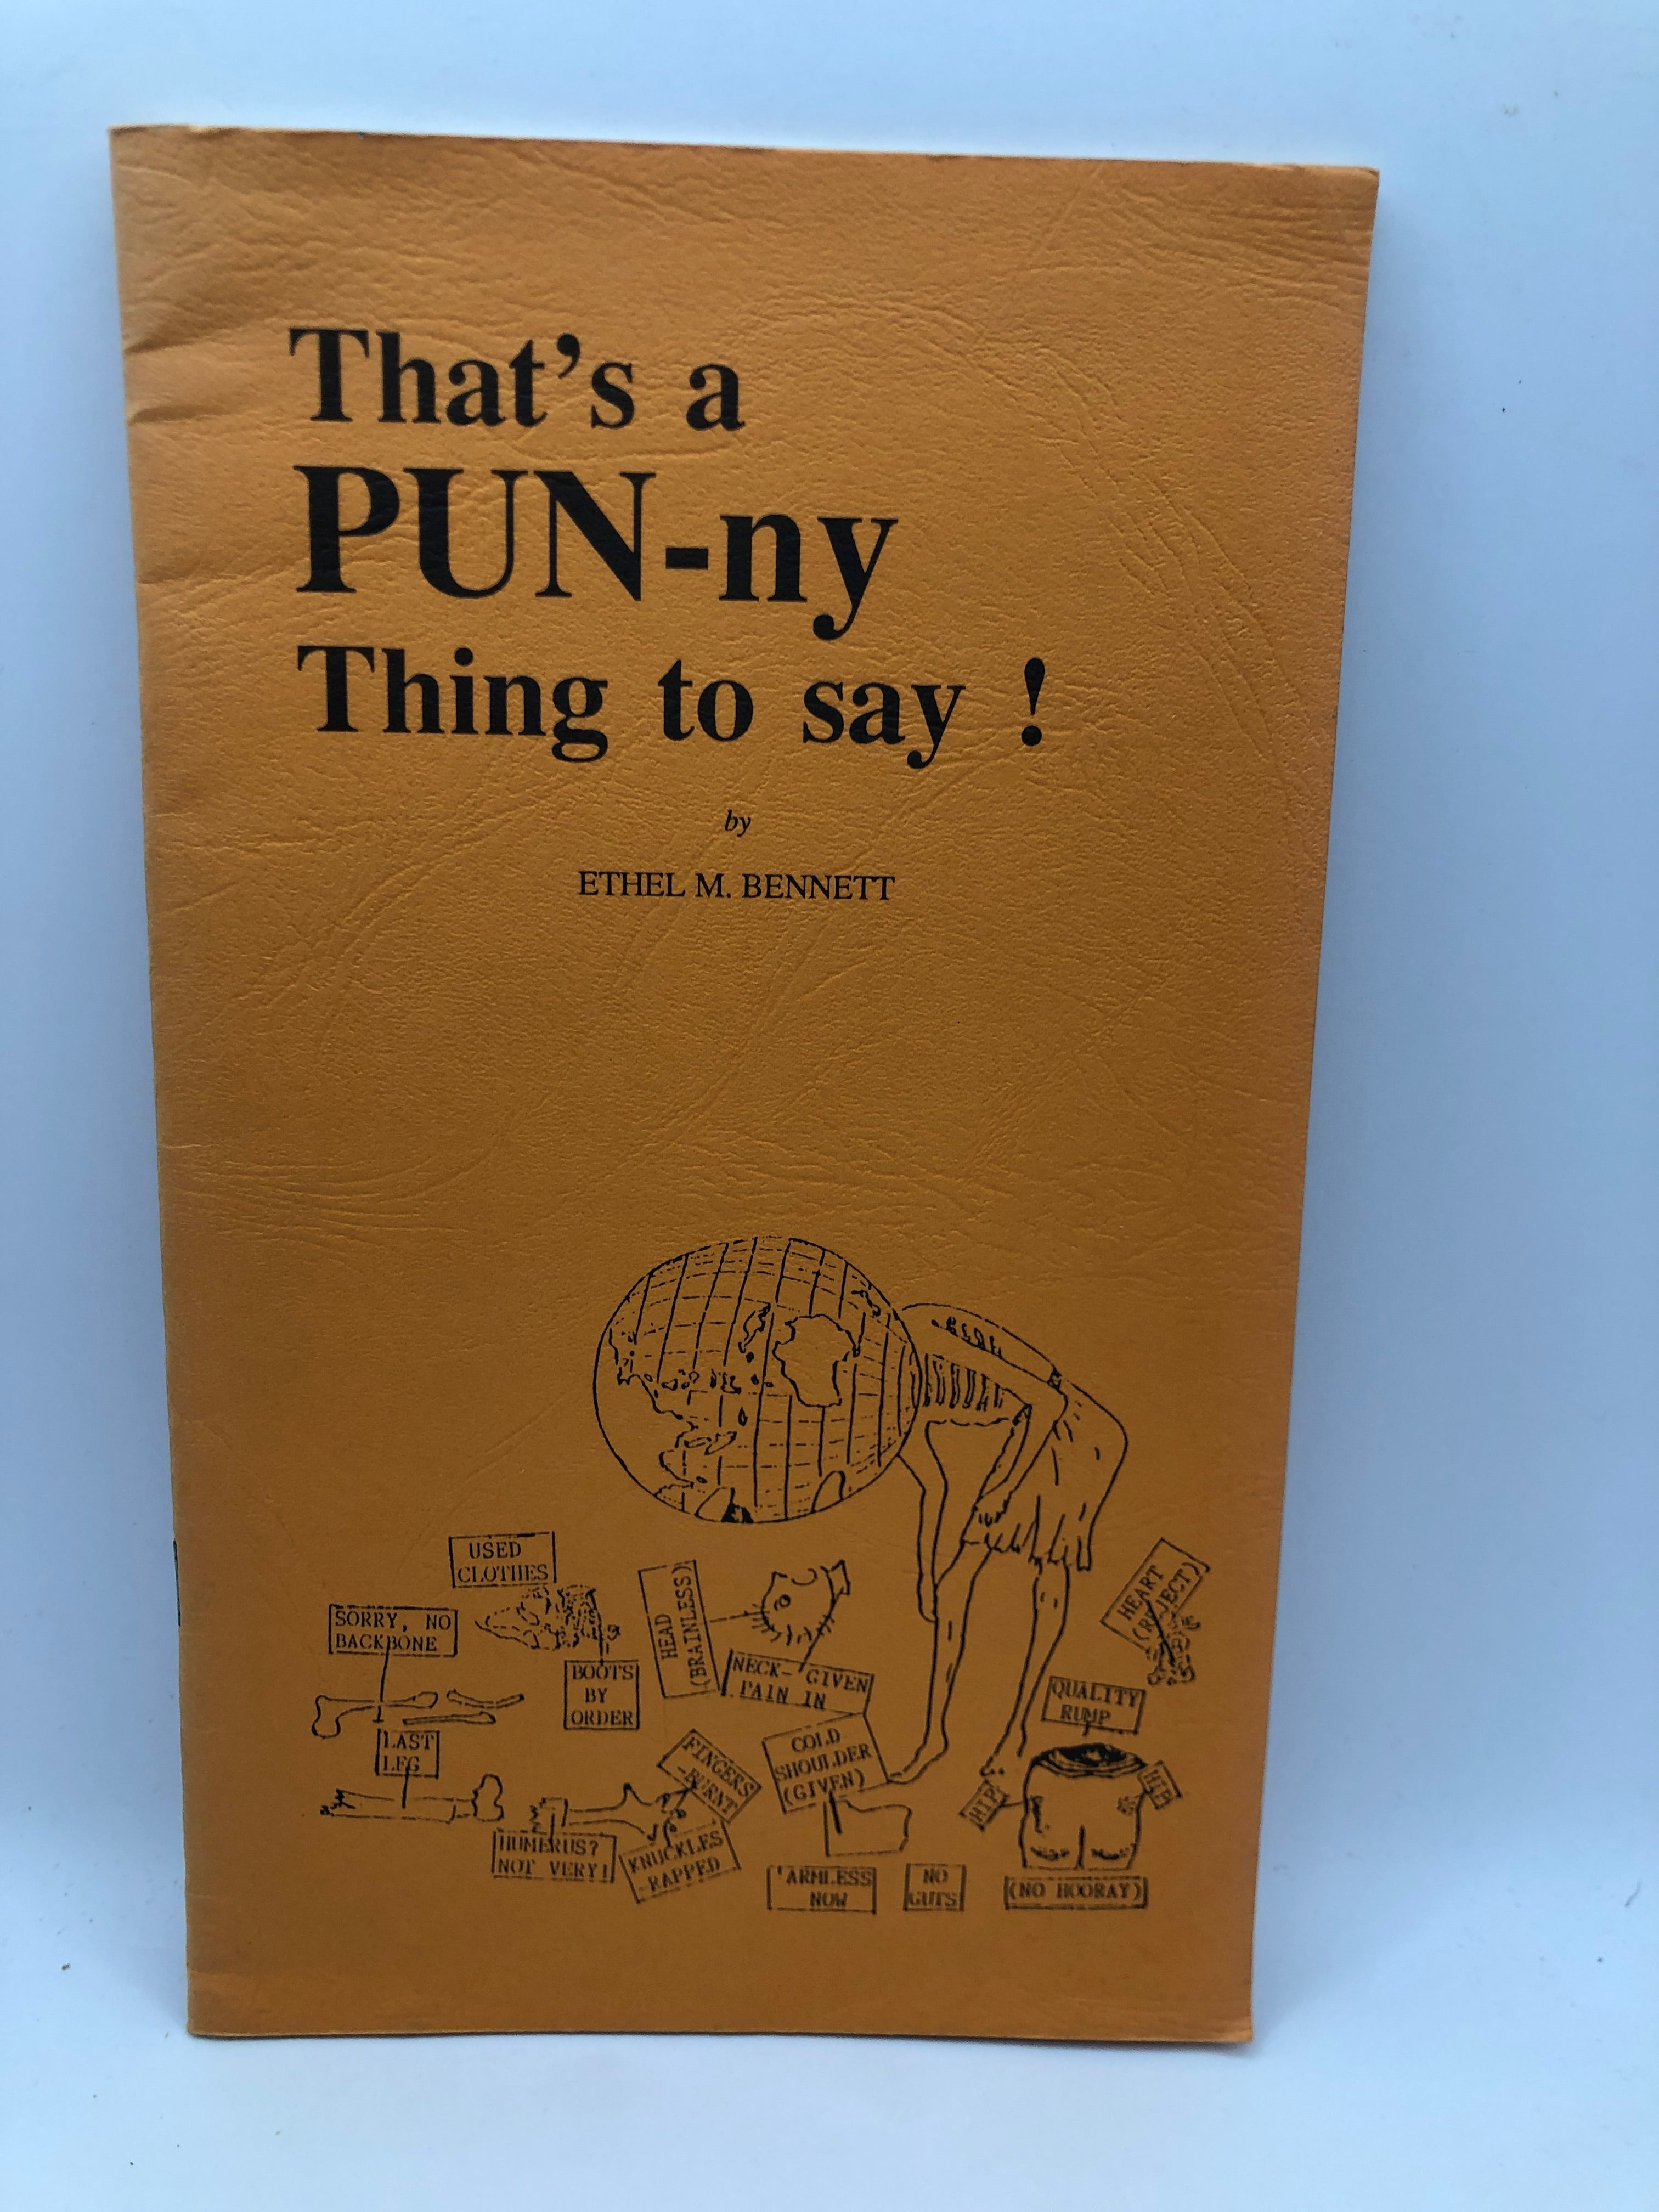 That's a
PUN-ny
Thing to say !
by
ETHEL M. BENNETT
USED
CLOTHES
SORRY, NO
BACKBONE
BOOTS
BY
ORDER
HEAD
(BRAINLESS)
NECK- GIVEN
PAIN IN
HEART
(REJECT)
QUALITY
RUMP
LAST
LEG
FINGERS
-BURNT
COLD
SHOULDER
(GIVEN)
HIP
HIP
HUMERUS?
NOT VERY!
KNUCKLES
-RAPPED
'ARMLESS
NOW
NO
GUTS
(NO HOORAY)